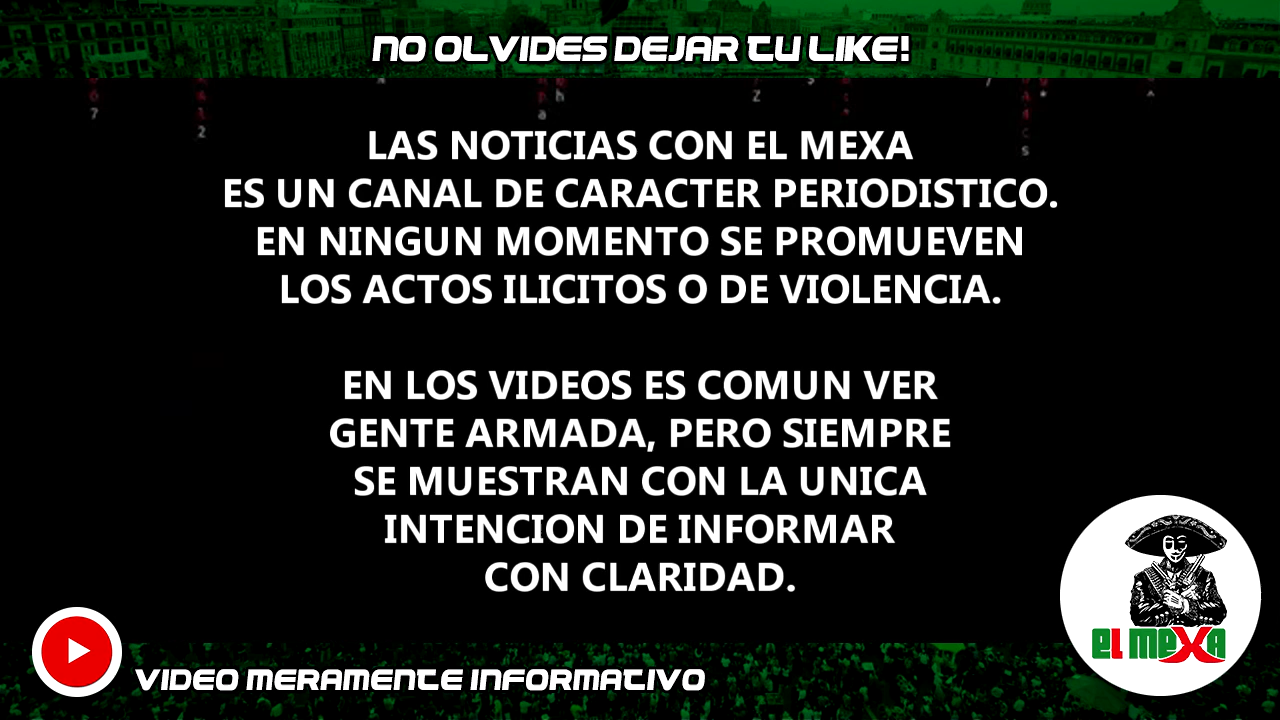 NO OLVIDES DEJAR TU LIKE!
LAS NOTICIAS CON EL MEXA
ES UN CANAL DE CARACTER PERIODISTICO.
EN NINGUN MOMENTO SE PROMUEVEN
LOS ACTOS ILICITOS O DE VIOLENCIA.
EN LOS VIDEOS ES COMUN VER
GENTE ARMADA, PERO SIEMPRE
SE MUESTRAN CON LA UNICA
INTENCION DE INFORMAR
CON CLARIDAD.
EL MEXA
VIDEO MERAMENTE INFORMATIVO